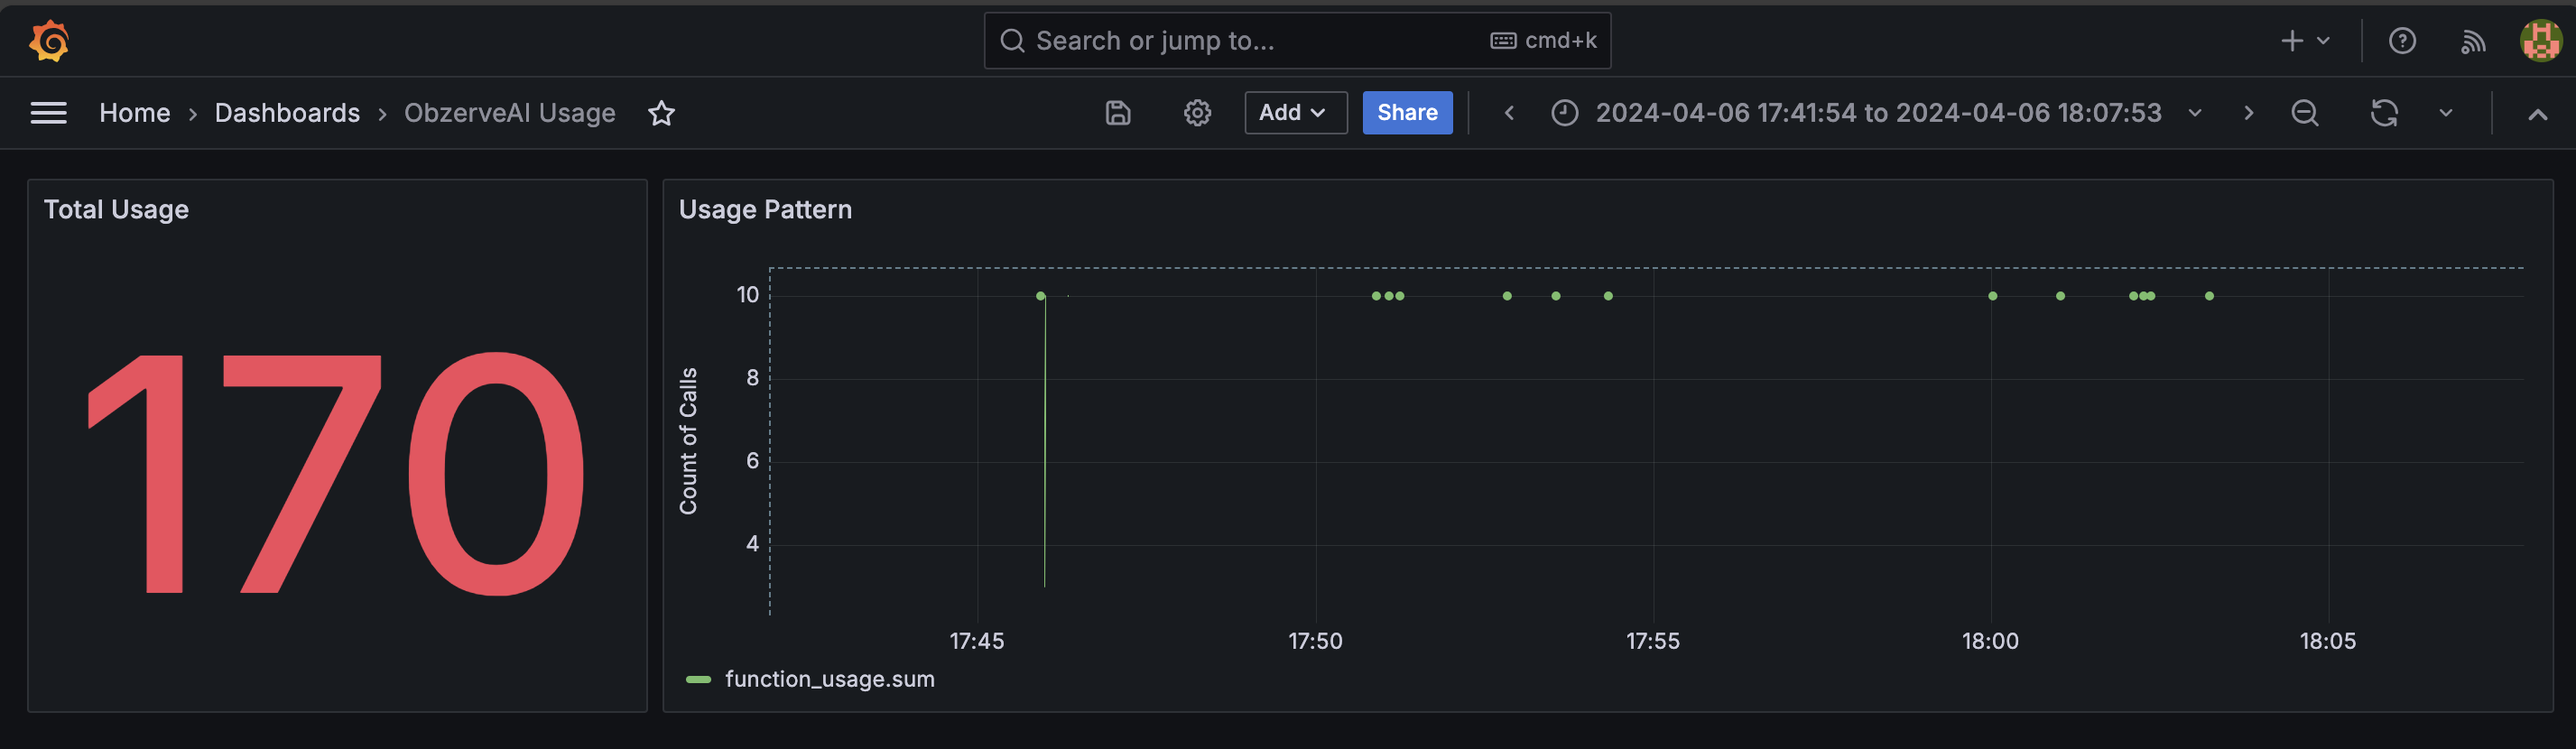 Search or jump to... cmd+k
Home › Dashboards › ObzerveAI Usage Add Share 2024-04-06 17:41:54 to 2024-04-06 18:07:53
Total Usage
170
Usage Pattern
Count of Calls
10
8
6
4
17:45 17:50 17:55 18:00 18:05
function_usage.sum